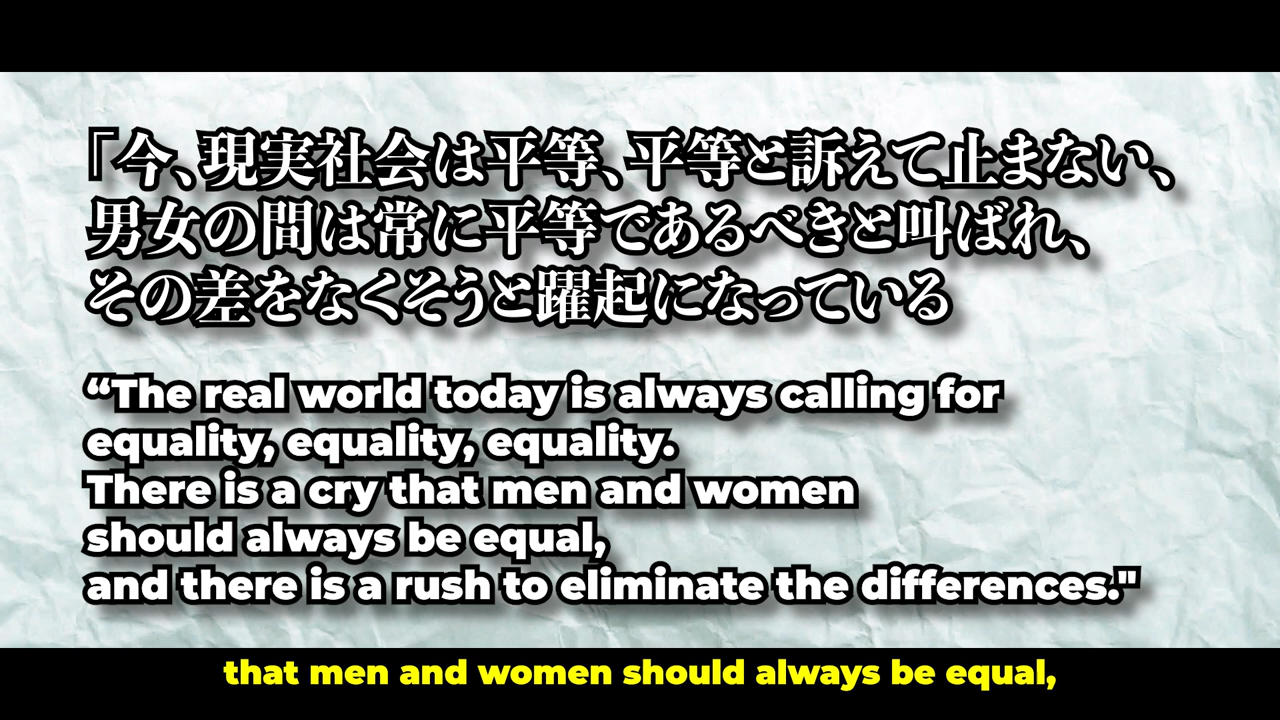 「今、現実社会は平等、平等と訴えて止まない、
男女の間は常に平等であるべきと叫ばれ、
その差をなくそうと躍起になっている
“The real world today is always calling for
equality, equality, equality.
There is a cry that men and women
should always be equal,
and there is a rush to eliminate the differences."
that men and women should always be equal,